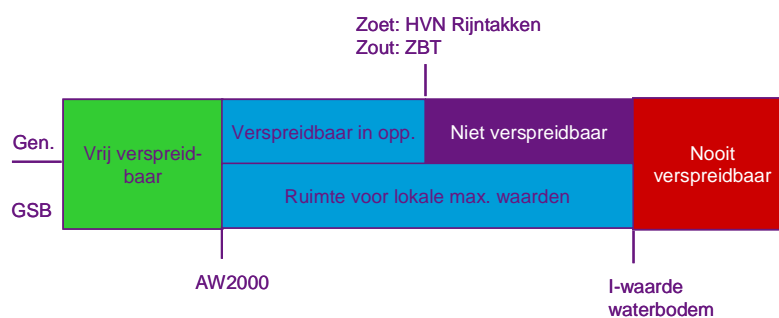 Zoet: HVN Rijntakken
Zout: ZBT
Gen.
GSB
Vrij verspreid-
baar
Verspreidbaar in opp.
Niet verspreidbaar
Ruimte voor lokale max. waarden
Nooit
verspreidbaar
AW2000
I-waarde
waterbodem